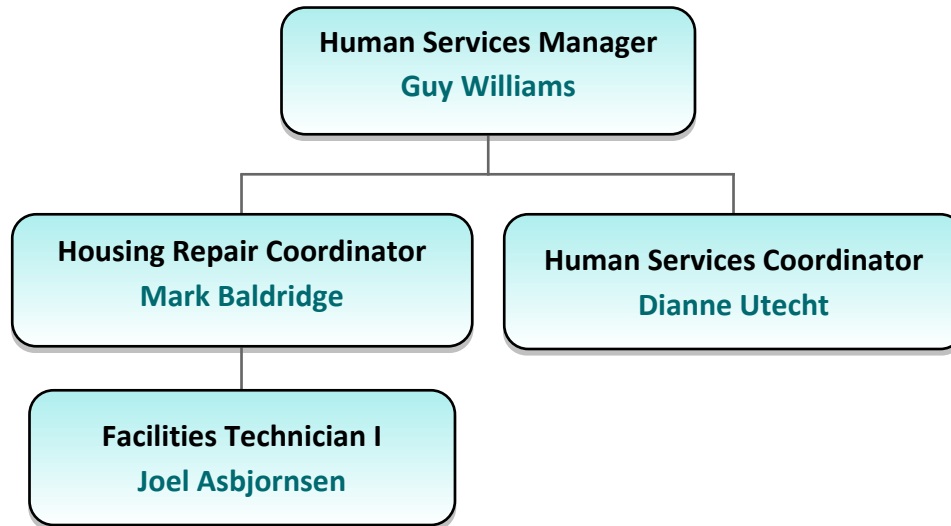 Human Services Manager
Guy Williams
Housing Repair Coordinator
Mark Baldridge
Human Services Coordinator
Dianne Utecht
Facilities Technician I
Joel Asbjornsen